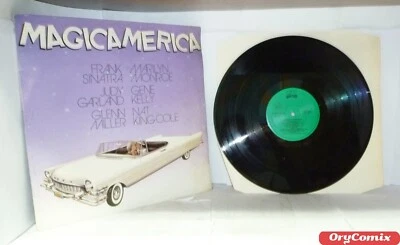 MAGICAMERICA
FRANK SINATRA
MARILYN MONROE
JUDY GARLAND
GENE KELLY
GLENN MILLER
NAT KING COLE
OryComix